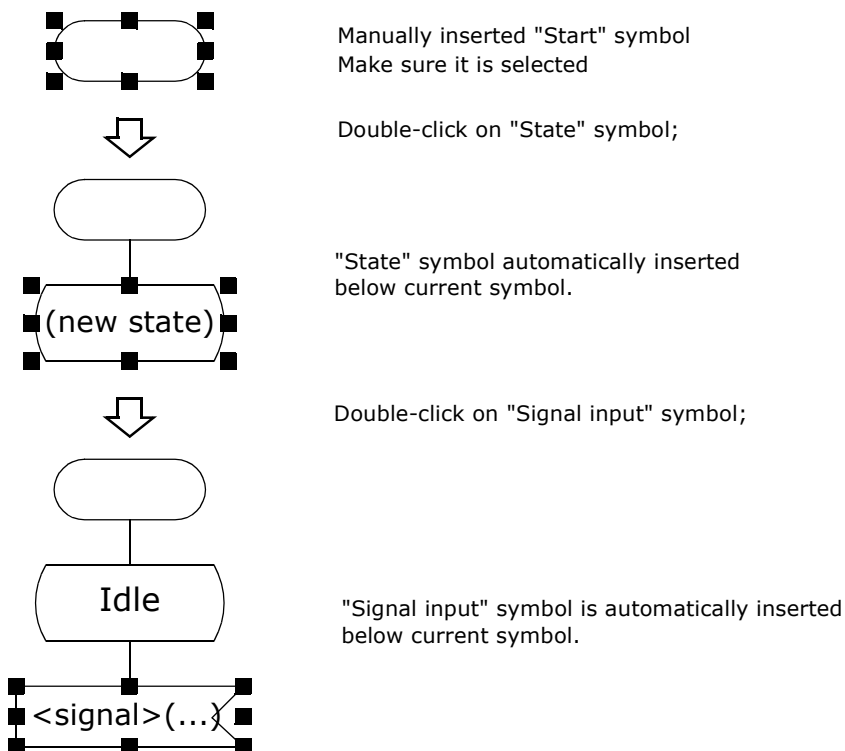 Manually inserted "Start" symbol
Make sure it is selected
Double-click on "State" symbol;
"State" symbol automatically inserted
below current symbol.
(new state)
Double-click on "Signal input" symbol;
Idle
"Signal input" symbol is automatically inserted
below current symbol.
<signal>(...)